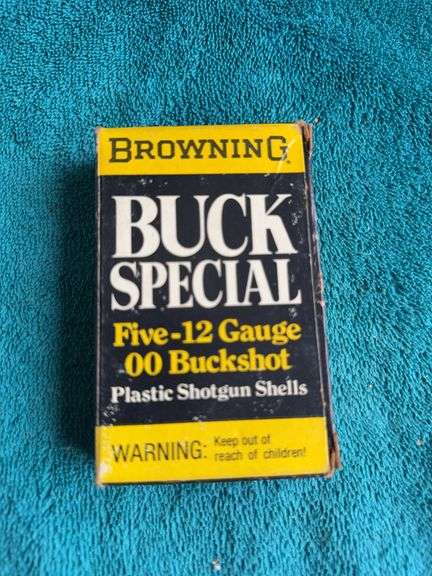 BROWNING
BUCK
SPECIAL
Five-12 Gauge
00 Buckshot
Plastic Shotgun Shells
WARNING: Keep out of
reach of children!